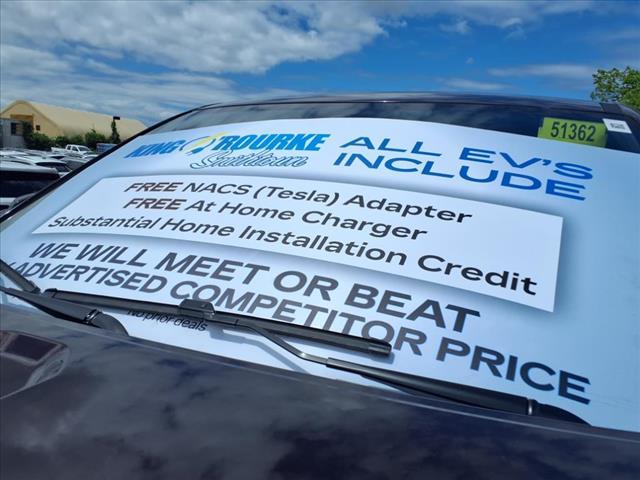 51362
KING O'ROURKE
Smithtown
ALL EV'S
INCLUDE
FREE NACS (Tesla) Adapter
FREE At Home Charger
Substantial Home Installation Credit
WE WILL MEET OR BEAT
ADVERTISED COMPETITOR PRICE
No prior deals